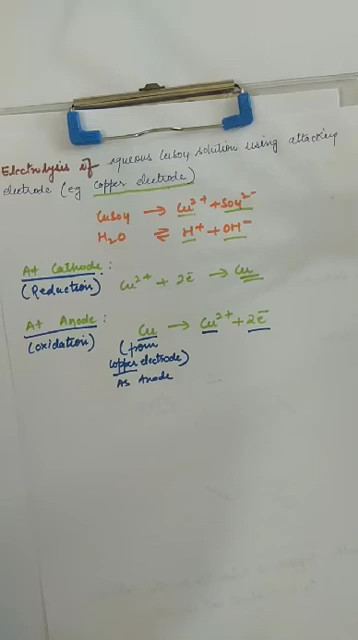 Electrolysis of aqueous CuSO4 solution using attacking
electrode (eg copper electrode)
CuSO4 → Cu²⁺ + SO4²⁻
H2O ⇌ H⁺ + OH⁻
At Cathode:
(Reduction) Cu²⁺ + 2e⁻ → Cu
At Anode:
(oxidation) Cu → Cu²⁺ + 2e⁻
(from
copper electrode)
As Anode